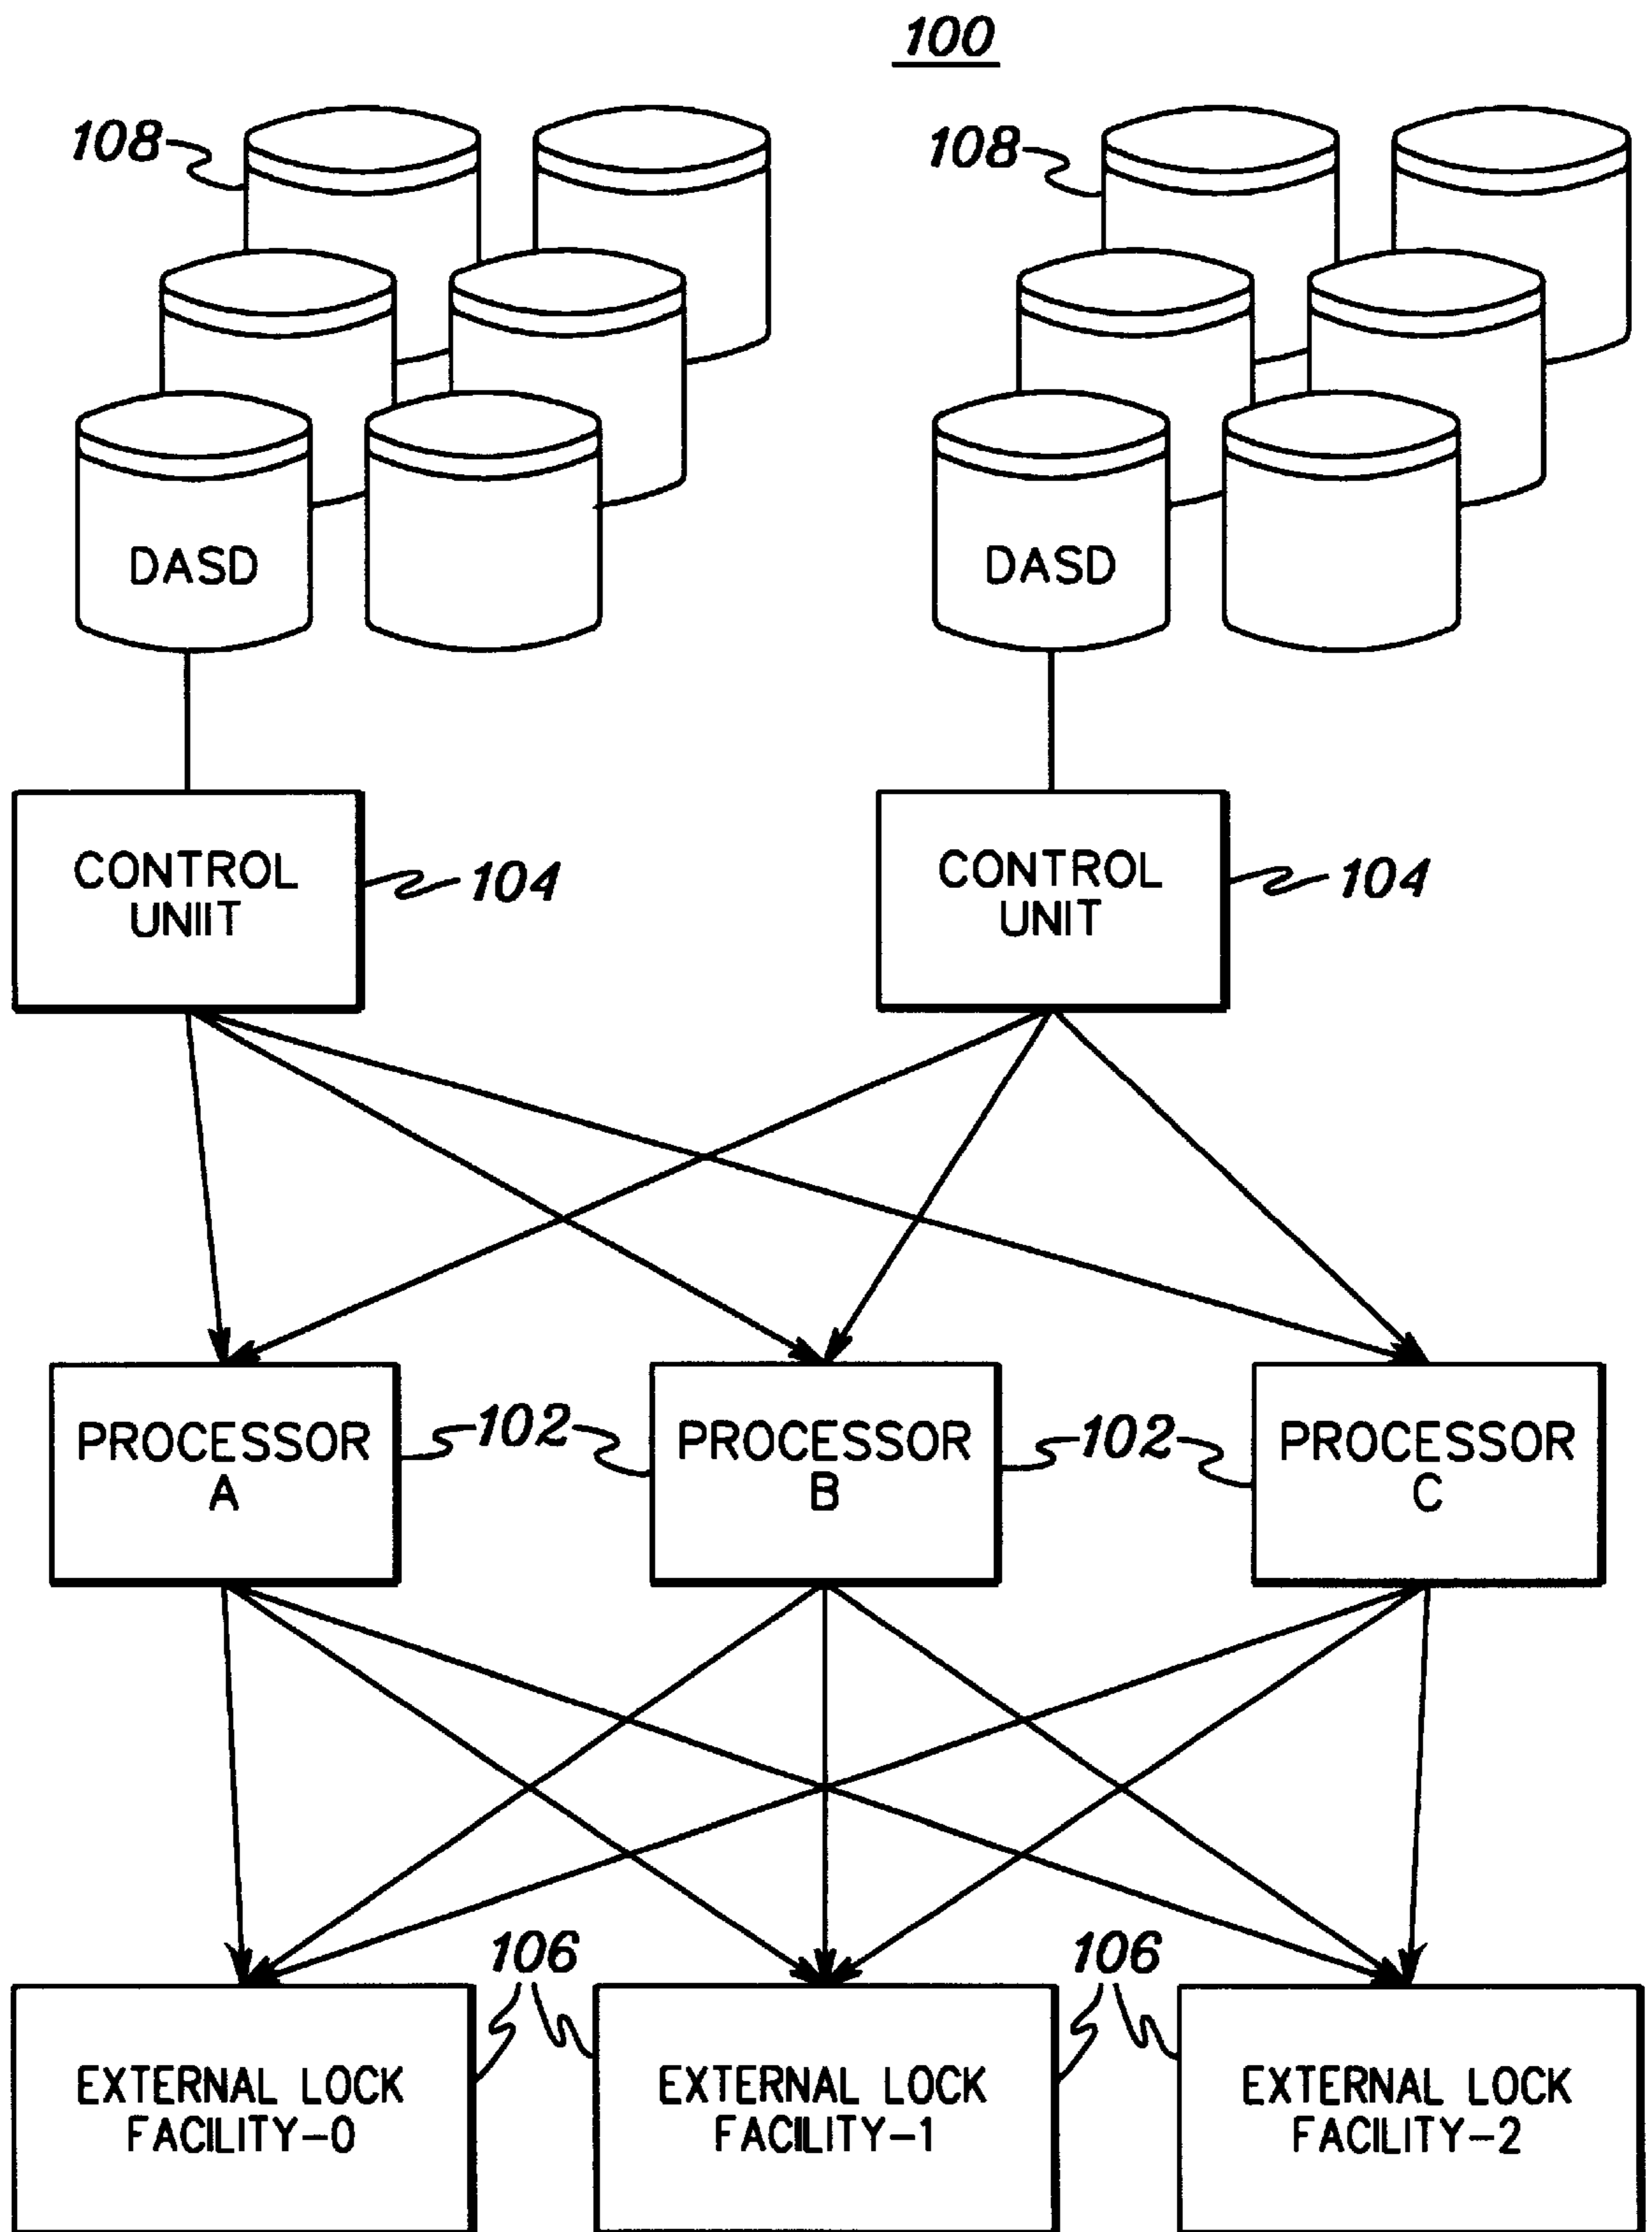 100
108
108
DASD
DASD
CONTROL
UNIIT
104
CONTROL
UNIT
104
PROCESSOR
A
102
PROCESSOR
B
102
PROCESSOR
C
106
106
EXTERNAL LOCK
FACILITY-0
EXTERNAL LOCK
FACILITY-1
EXTERNAL LOCK
FACILITY-2